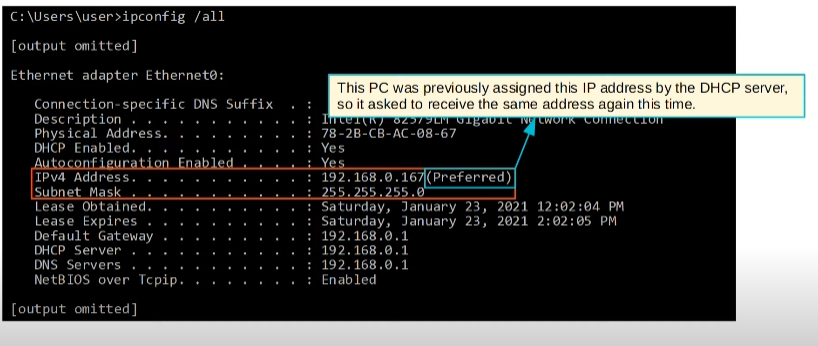 C:\Users\user>ipconfig /all
[output omitted]
Ethernet adapter Ethernet0:
This PC was previously assigned this IP address by the DHCP server,
so it asked to receive the same address again this time.
Connection-specific DNS Suffix . :
Description . . . . . . . . . . . : Intel(R) 82579LM Gigabit Network Connection
Physical Address. . . . . . . . . : 78-2B-CB-AC-08-67
DHCP Enabled. . . . . . . . . . . : Yes
Autoconfiguration Enabled . . . . : Yes
IPv4 Address. . . . . . . . . . . : 192.168.0.167(Preferred)
Subnet Mask . . . . . . . . . . . : 255.255.255.0
Lease Obtained. . . . . . . . . . : Saturday, January 23, 2021 12:02:04 PM
Lease Expires . . . . . . . . . . : Saturday, January 23, 2021 2:02:05 PM
Default Gateway . . . . . . . . . : 192.168.0.1
DHCP Server . . . . . . . . . . . : 192.168.0.1
DNS Servers . . . . . . . . . . . : 192.168.0.1
NetBIOS over Tcpip. . . . . . . . : Enabled
[output omitted]